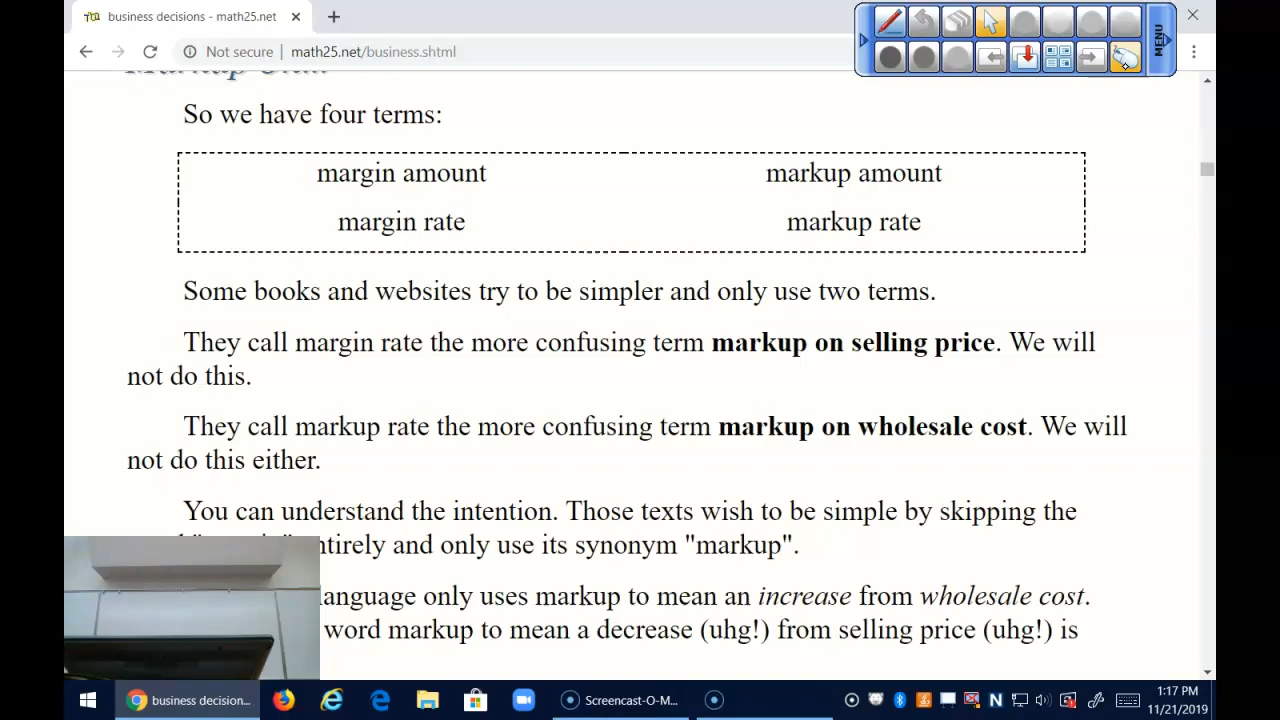 business decisions - math25.net
Not secure | math25.net/business.shtml
MENU
So we have four terms:
margin amount markup amount
margin rate markup rate
Some books and websites try to be simpler and only use two terms.
They call margin rate the more confusing term markup on selling price. We will
not do this.
They call markup rate the more confusing term markup on wholesale cost. We will
not do this either.
You can understand the intention. Those texts wish to be simple by skipping the
entirely and only use its synonym "markup".
language only uses markup to mean an increase from wholesale cost.
word markup to mean a decrease (uhg!) from selling price (uhg!) is
business decision...
Screencast-O-M...
1:17 PM
11/21/2019